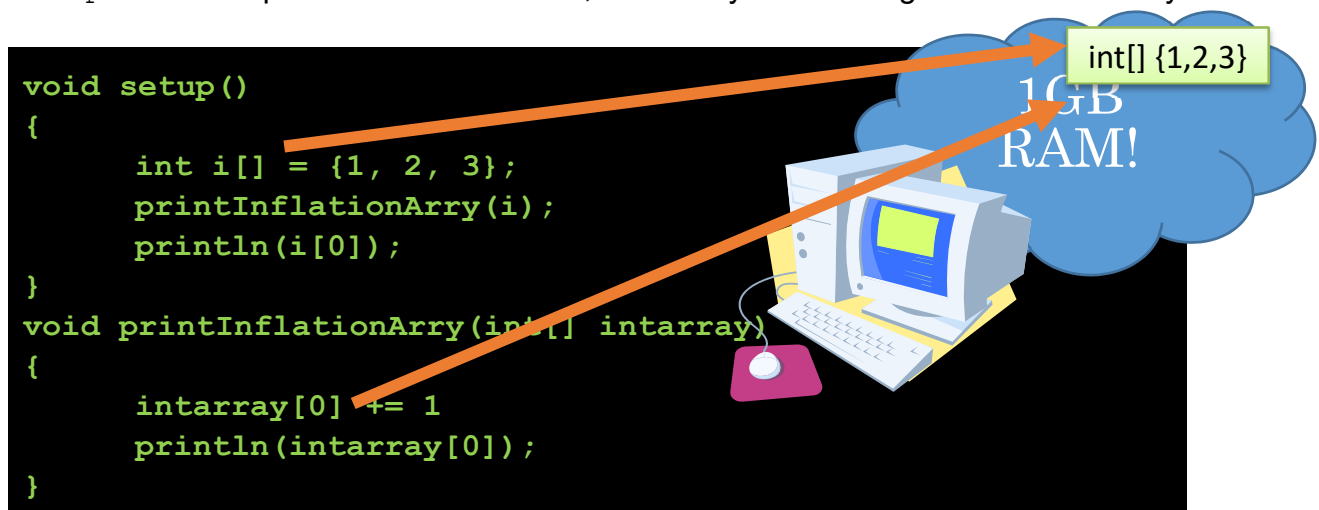 int[] {1,2,3}
1GB
RAM!
void setup()
{
int i[] = {1, 2, 3};
printInflationArry(i);
println(i[0]);
}
void printInflationArry(int[] intarray)
{
intarray[0] += 1
println(intarray[0]);
}